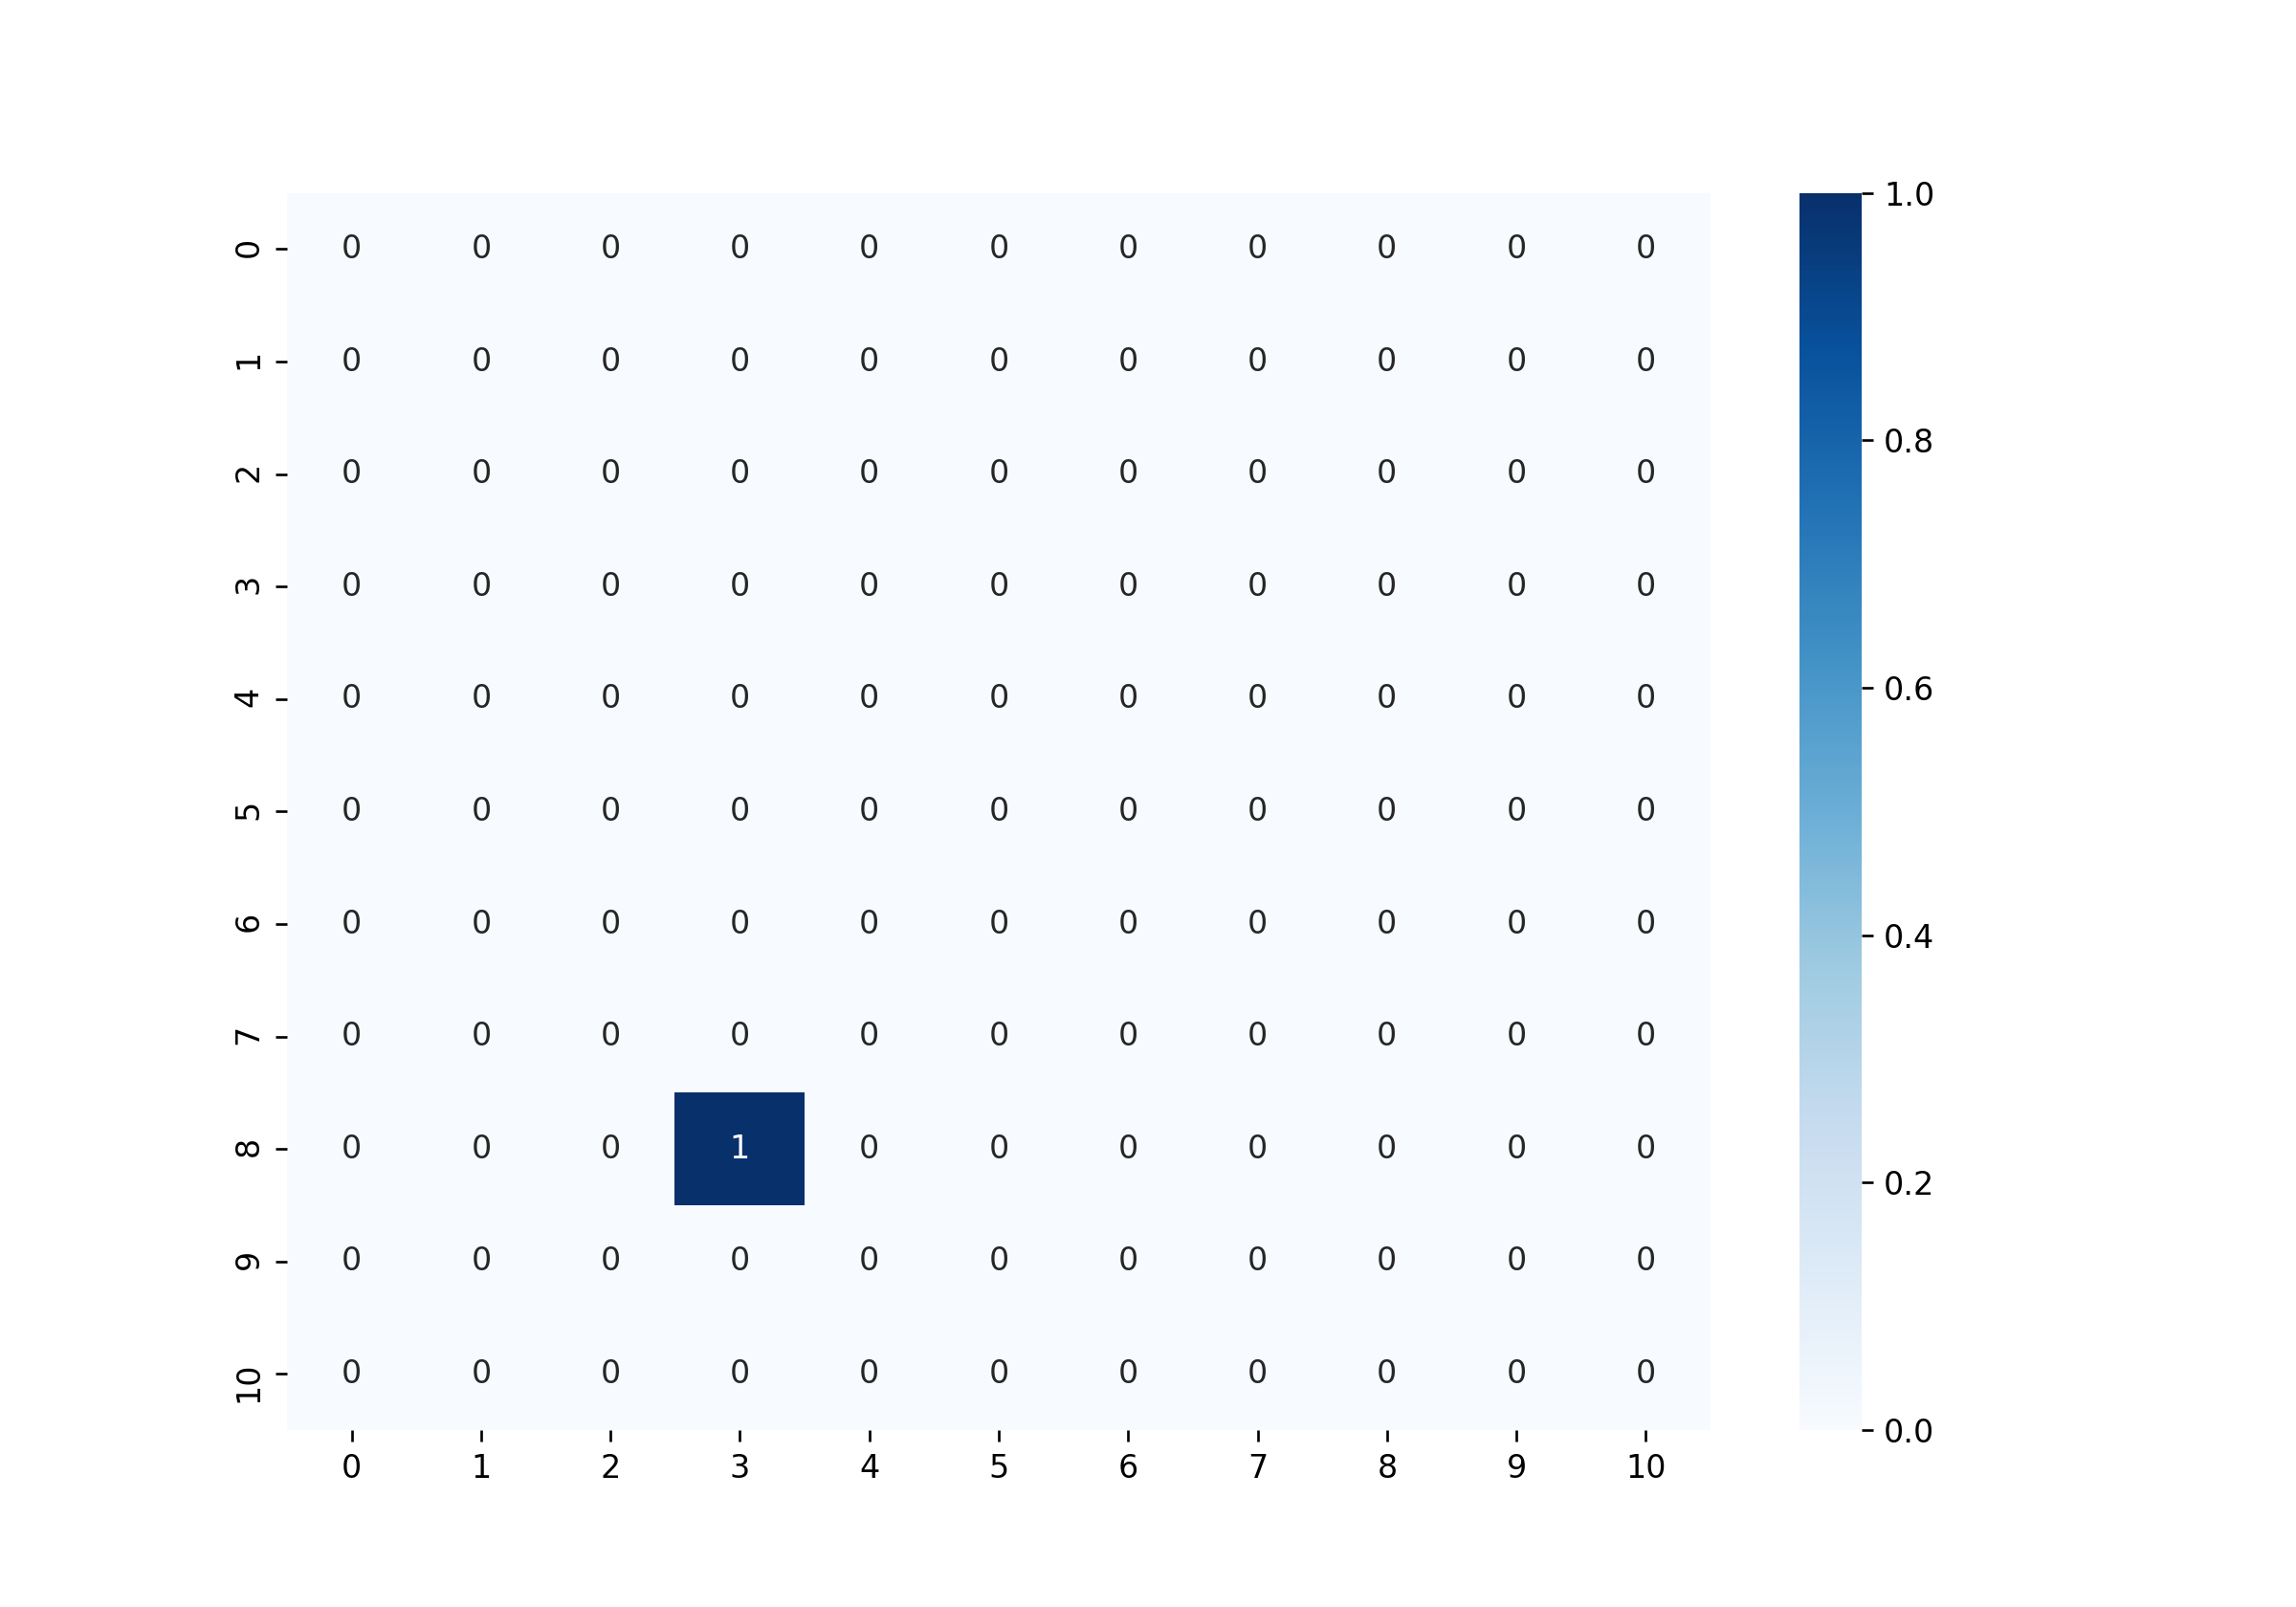 1.0
0 0 0 0 0 0 0 0 0 0 0 0
1 0 0 0 0 0 0 0 0 0 0 0
0.8
2 0 0 0 0 0 0 0 0 0 0 0
3 0 0 0 0 0 0 0 0 0 0 0
0.6
4 0 0 0 0 0 0 0 0 0 0 0
5 0 0 0 0 0 0 0 0 0 0 0
6 0 0 0 0 0 0 0 0 0 0 0
0.4
7 0 0 0 0 0 0 0 0 0 0 0
8 0 0 0 1 0 0 0 0 0 0 0
0.2
9 0 0 0 0 0 0 0 0 0 0 0
10 0 0 0 0 0 0 0 0 0 0 0
0.0
0 1 2 3 4 5 6 7 8 9 10